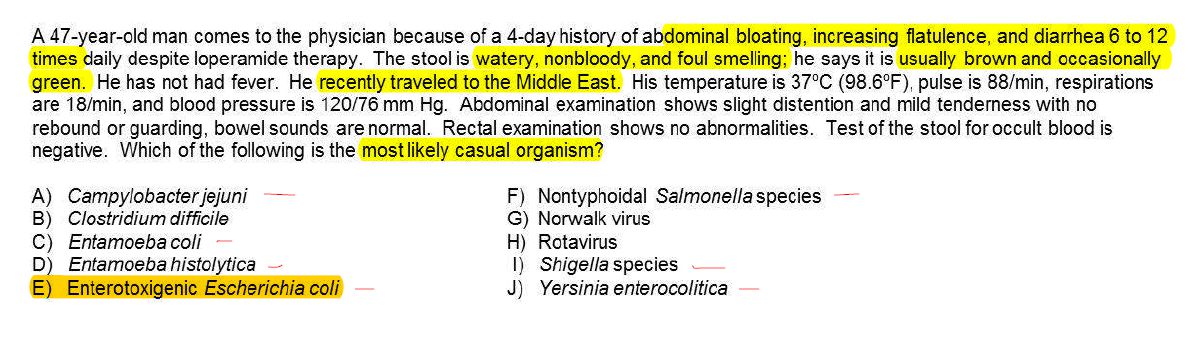 A 47-year-old man comes to the physician because of a 4-day history of abdominal bloating, increasing flatulence, and diarrhea 6 to 12
times daily despite loperamide therapy. The stool is watery, nonbloody, and foul smelling; he says it is usually brown and occasionally
green. He has not had fever. He recently traveled to the Middle East. His temperature is 37°C (98.6°F), pulse is 88/min, respirations
are 18/min, and blood pressure is 120/76 mm Hg. Abdominal examination shows slight distention and mild tenderness with no
rebound or guarding, bowel sounds are normal. Rectal examination shows no abnormalities. Test of the stool for occult blood is
negative. Which of the following is the most likely casual organism?
A) Campylobacter jejuni
B) Clostridium difficile
C) Entamoeba coli
D) Entamoeba histolytica
E) Enterotoxigenic Escherichia coli
F) Nontyphoidal Salmonella species
G) Norwalk virus
H) Rotavirus
I) Shigella species
J) Yersinia enterocolitica